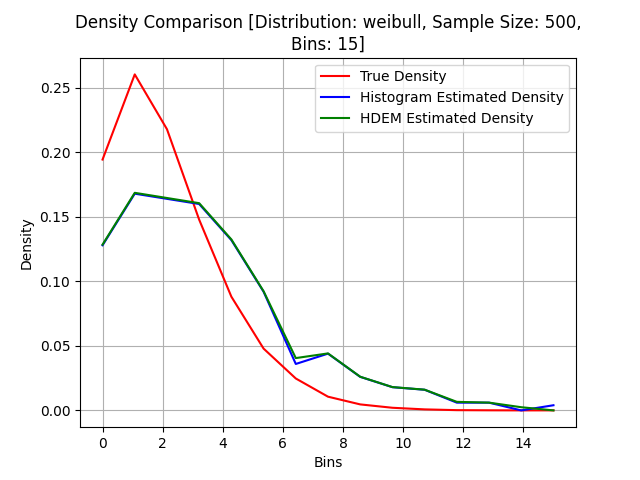 Density Comparison [Distribution: weibull, Sample Size: 500,
Bins: 15]
True Density
Histogram Estimated Density
HDEM Estimated Density
Density
0.25
0.20
0.15
0.10
0.05
0.00
0 2 4 6 8 10 12 14
Bins